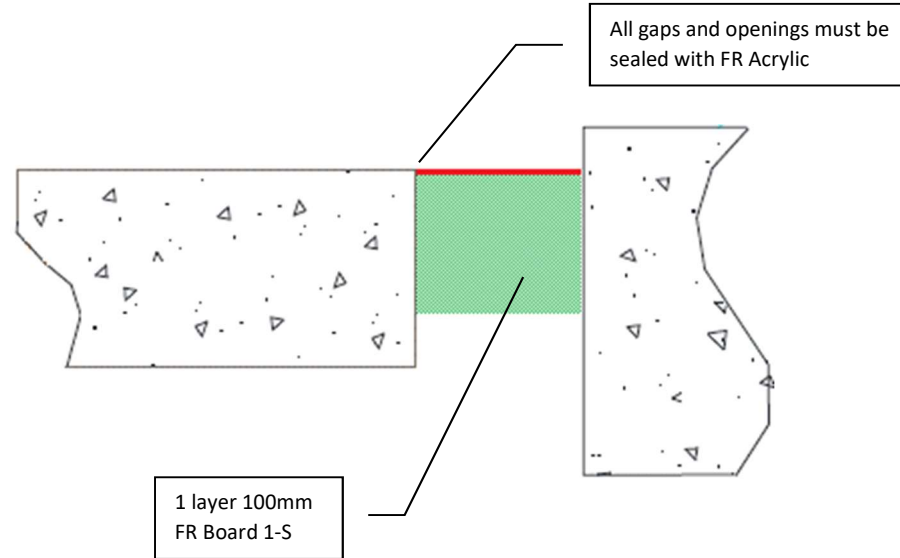 All gaps and openings must be
sealed with FR Acrylic
1 layer 100mm
FR Board 1-S